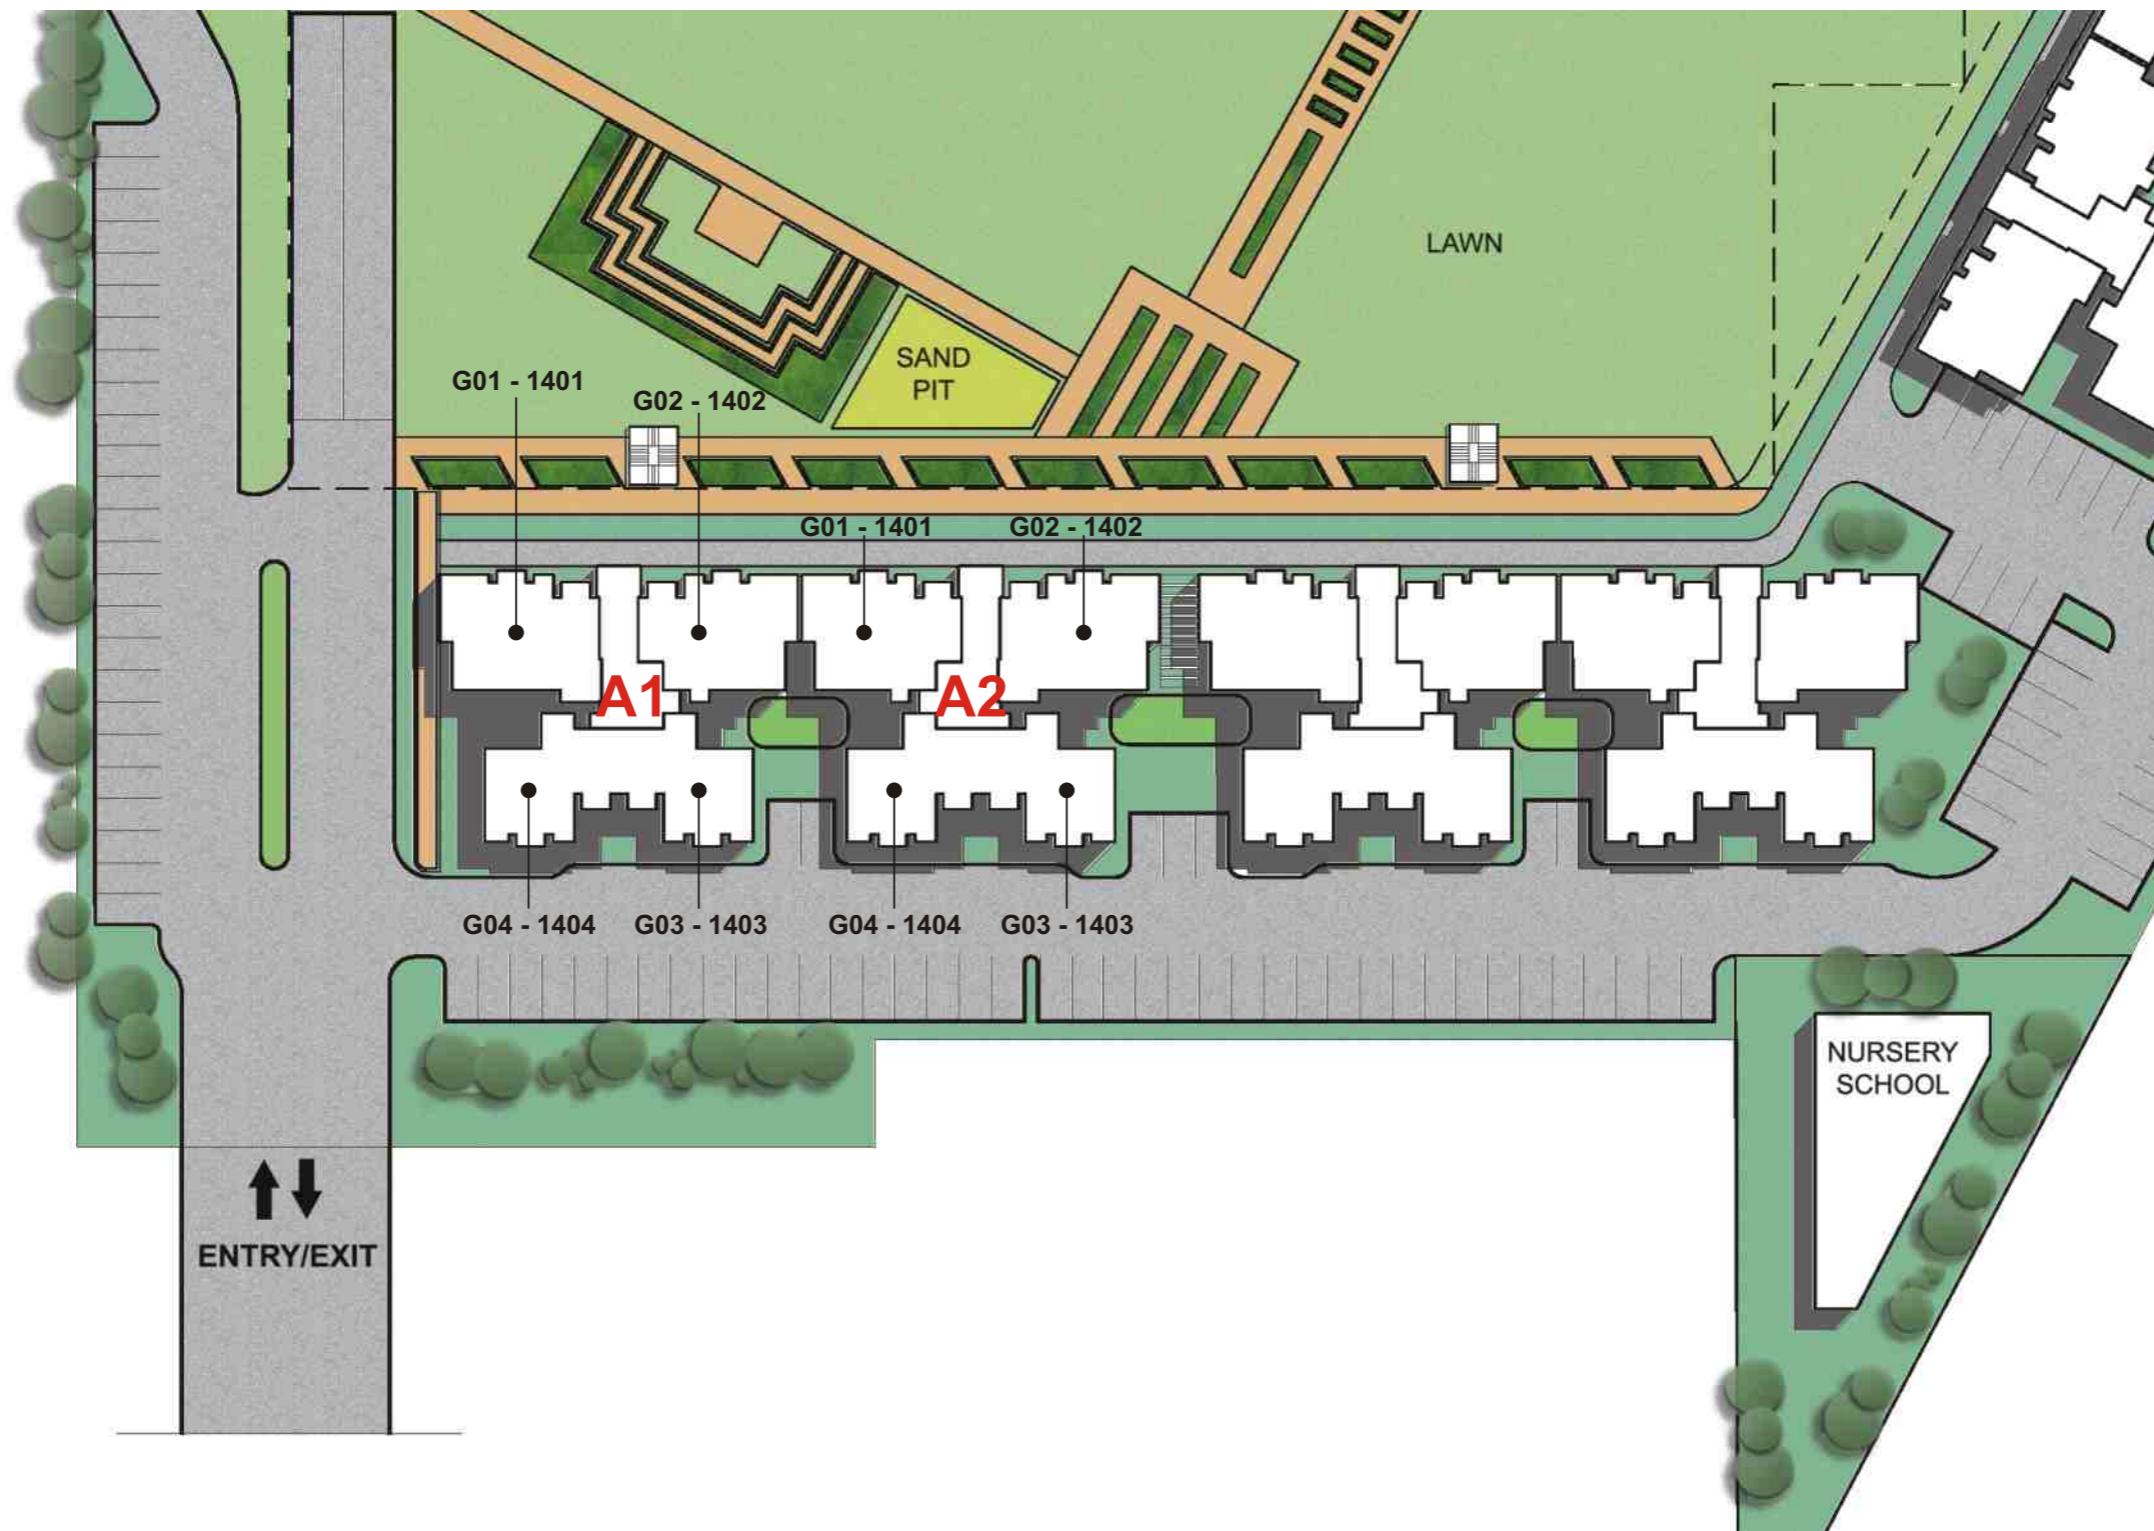 LAWN
SAND
PIT
G01 - 1401
G02 - 1402
G01 - 1401
G02 - 1402
A1
A2
G04 - 1404
G03 - 1403
G04 - 1404
G03 - 1403
NURSERY
SCHOOL
ENTRY/EXIT